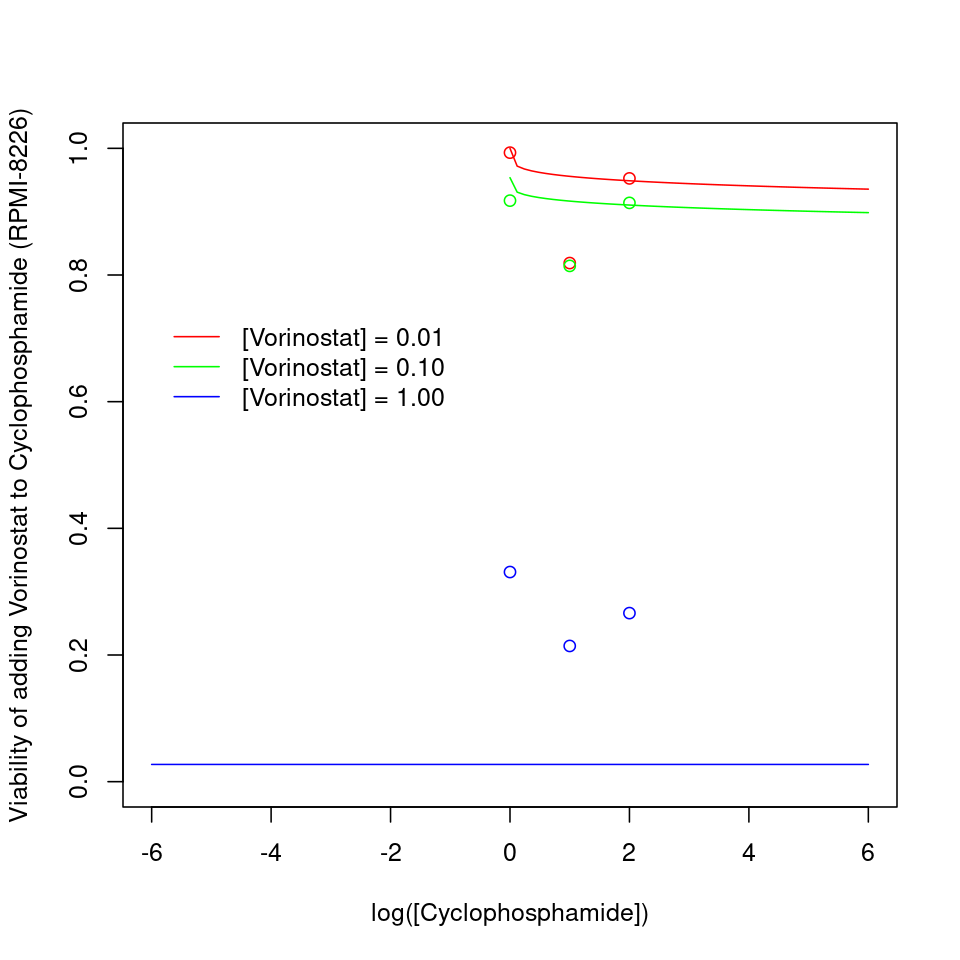 Viability of adding Vorinostat to Cyclophosphamide (RPMI-8226)
1.0
0.8
0.6
0.4
0.2
0.0
[Vorinostat] = 0.01
[Vorinostat] = 0.10
[Vorinostat] = 1.00
-6 -4 -2 0 2 4 6
log([Cyclophosphamide])